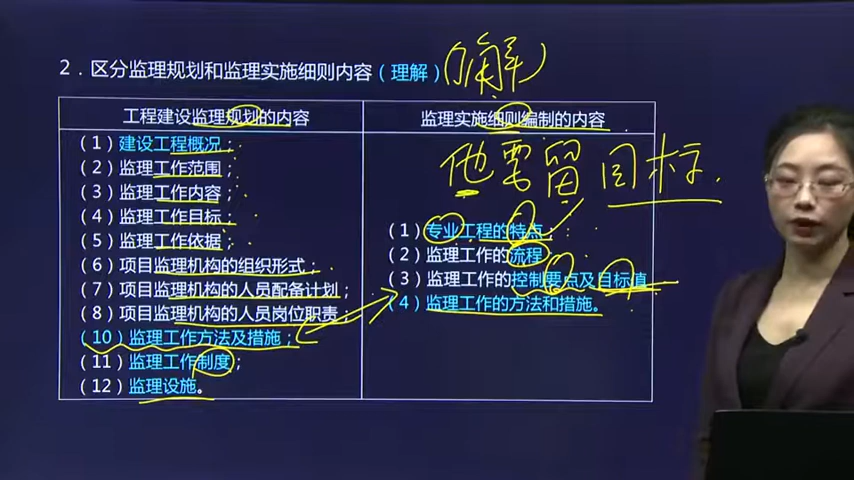 2．区分监理规划和监理实施细则内容（理解）（了解）
工程建设监理规划的内容
监理实施细则编制的内容
（1）建设工程概况；
（2）监理工作范围；
（3）监理工作内容；
（4）监理工作目标；
（5）监理工作依据；
（6）项目监理机构的组织形式；
（7）项目监理机构的人员配备计划；
（8）项目监理机构的人员岗位职责；
（10）监理工作方法及措施；
（11）监理工作制度；
（12）监理设施。
他要留目标.
（1）专业工程的特点；
（2）监理工作的流程
（3）监理工作的控制要点及目标值
（4）监理工作的方法和措施。